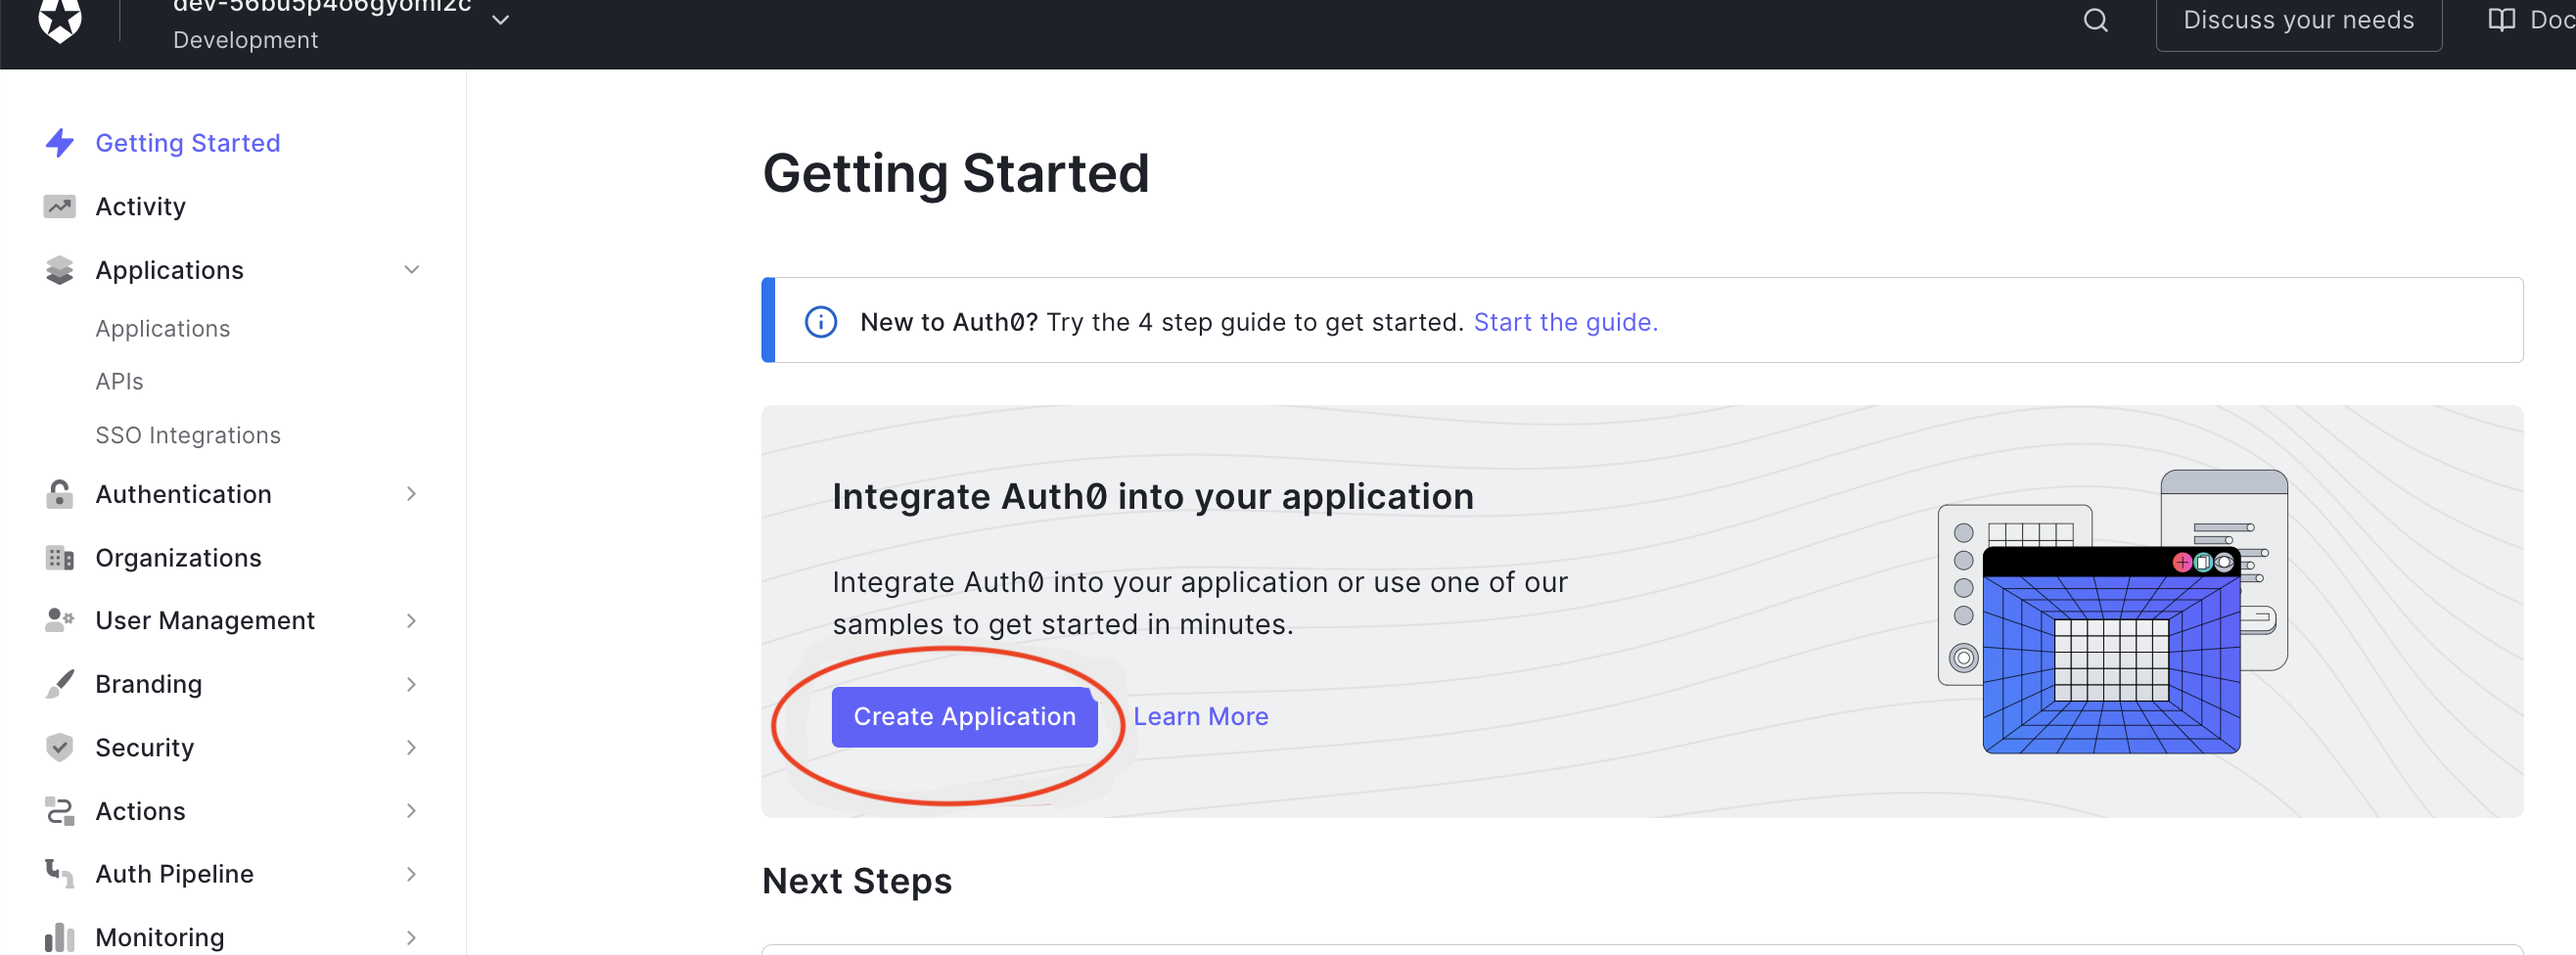 Development
Discuss your needs
Getting Started
Activity
Applications
Applications
APIs
SSO Integrations
Authentication
Organizations
User Management
Branding
Security
Actions
Auth Pipeline
Monitoring
Getting Started
New to Auth0? Try the 4 step guide to get started. Start the guide.
Integrate Auth0 into your application
Integrate Auth0 into your application or use one of our
samples to get started in minutes.
Create Application
Learn More
Next Steps